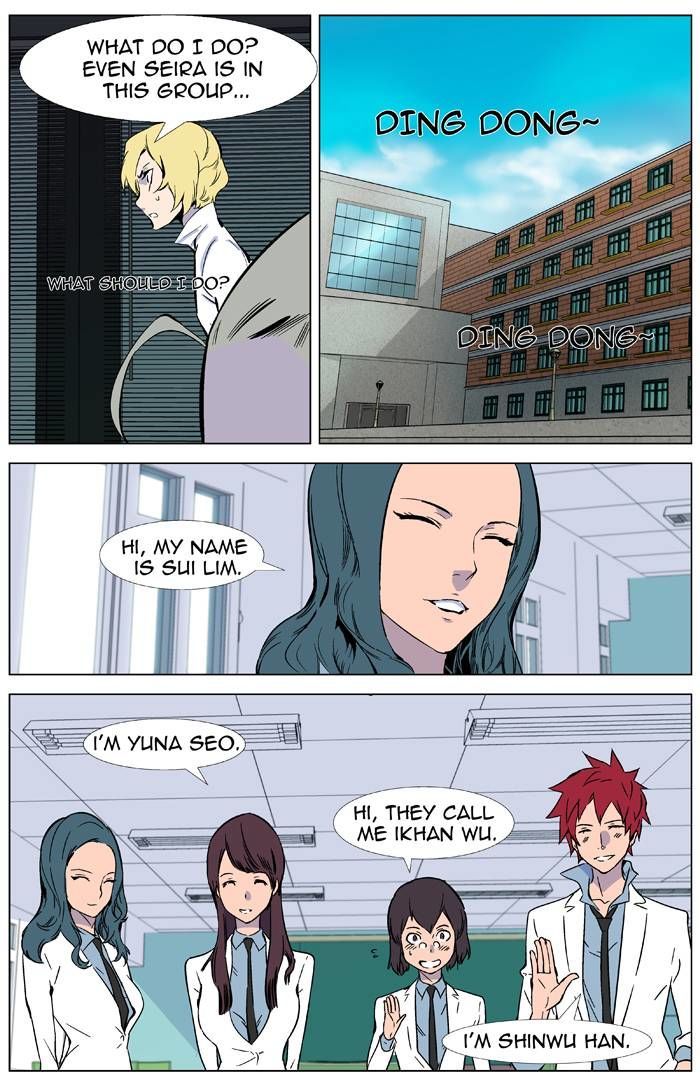 WHAT DO I DO?
EVEN SEIRA IS IN
THIS GROUP...
WHAT SHOULD I DO?
DING DONG~
DING DONG~
HI, MY NAME
IS SUI LIM.
I'M YUNA SEO.
HI, THEY CALL
ME IKHAN WU.
I'M SHINWU HAN.